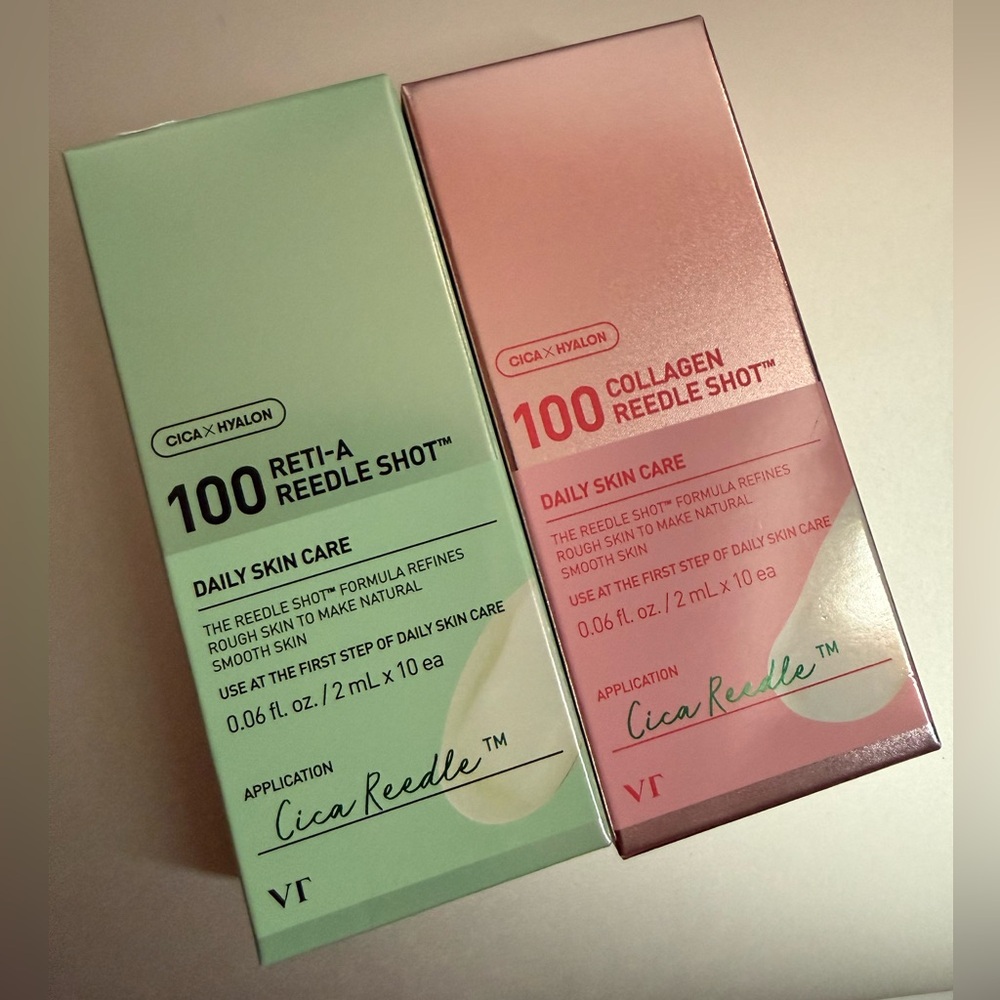 CICA X HYALON
100 RETI-A
REEDLE SHOT™
DAILY SKIN CARE
THE REEDLE SHOT™ FORMULA REFINES
ROUGH SKIN TO MAKE NATURAL
SMOOTH SKIN
USE AT THE FIRST STEP OF DAILY SKIN CARE
0.06 fl. oz. / 2 mL x 10 ea
APPLICATION
Cica Reedle™
VT
CICA X HYALON
100 COLLAGEN
REEDLE SHOT™
DAILY SKIN CARE
THE REEDLE SHOT™ FORMULA REFINES
ROUGH SKIN TO MAKE NATURAL
SMOOTH SKIN
USE AT THE FIRST STEP OF DAILY SKIN CARE
0.06 fl. oz. / 2 mL x 10 ea
APPLICATION
Cica Reedle™
VT